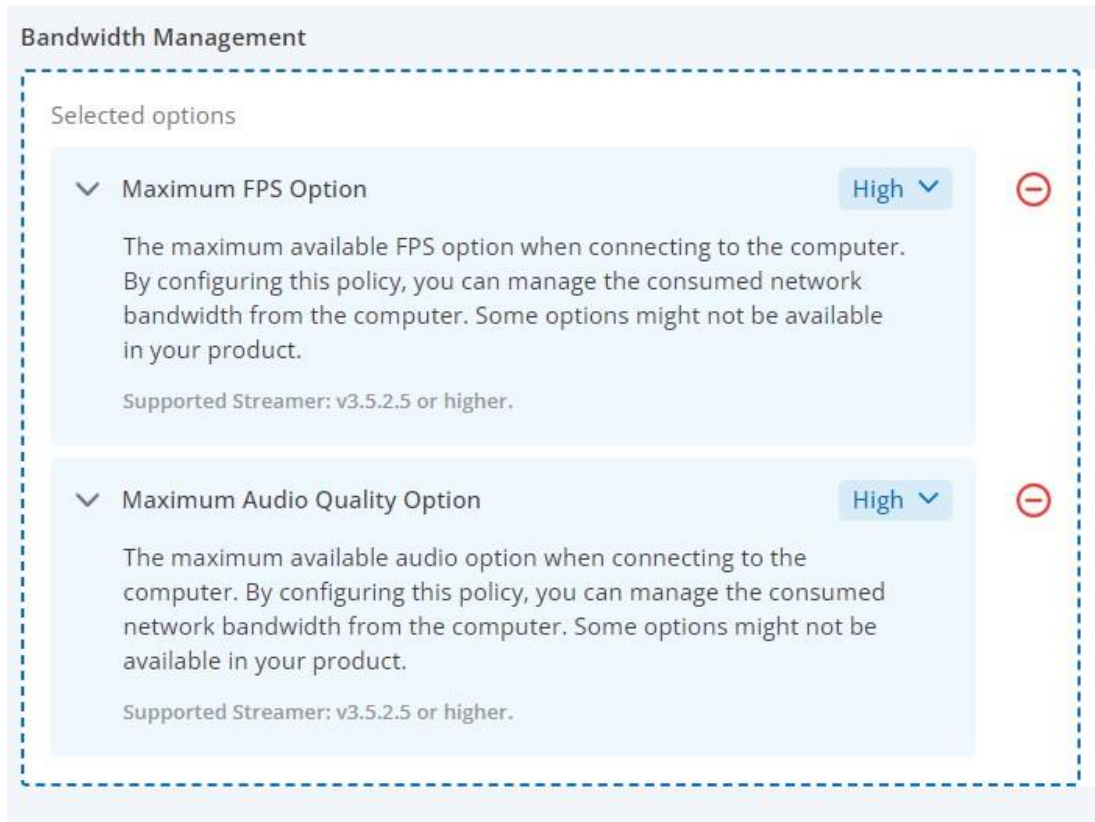 Bandwidth Management
Selected options
Maximum FPS Option High
The maximum available FPS option when connecting to the computer.
By configuring this policy, you can manage the consumed network
bandwidth from the computer. Some options might not be available
in your product.
Supported Streamer: v3.5.2.5 or higher.
Maximum Audio Quality Option High
The maximum available audio option when connecting to the
computer. By configuring this policy, you can manage the consumed
network bandwidth from the computer. Some options might not be
available in your product.
Supported Streamer: v3.5.2.5 or higher.